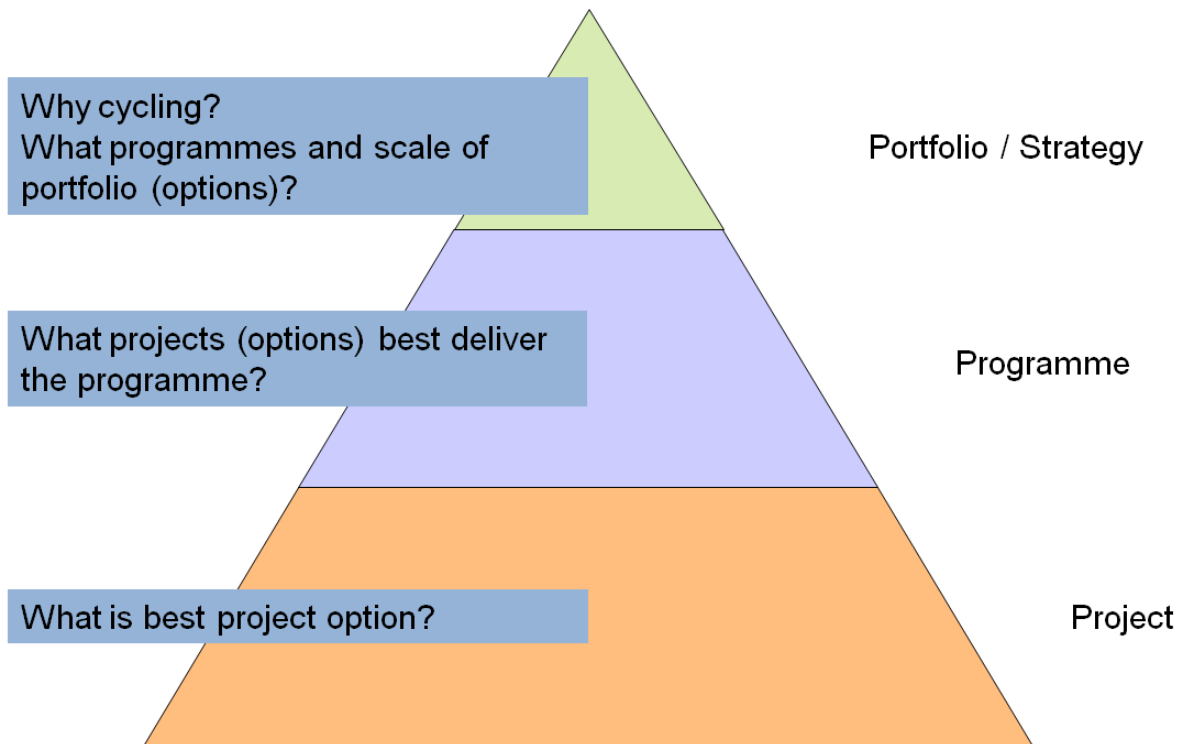 Why cycling?
What programmes and scale of
portfolio (options)?
Portfolio / Strategy
What projects (options) best deliver
the programme?
Programme
What is best project option?
Project